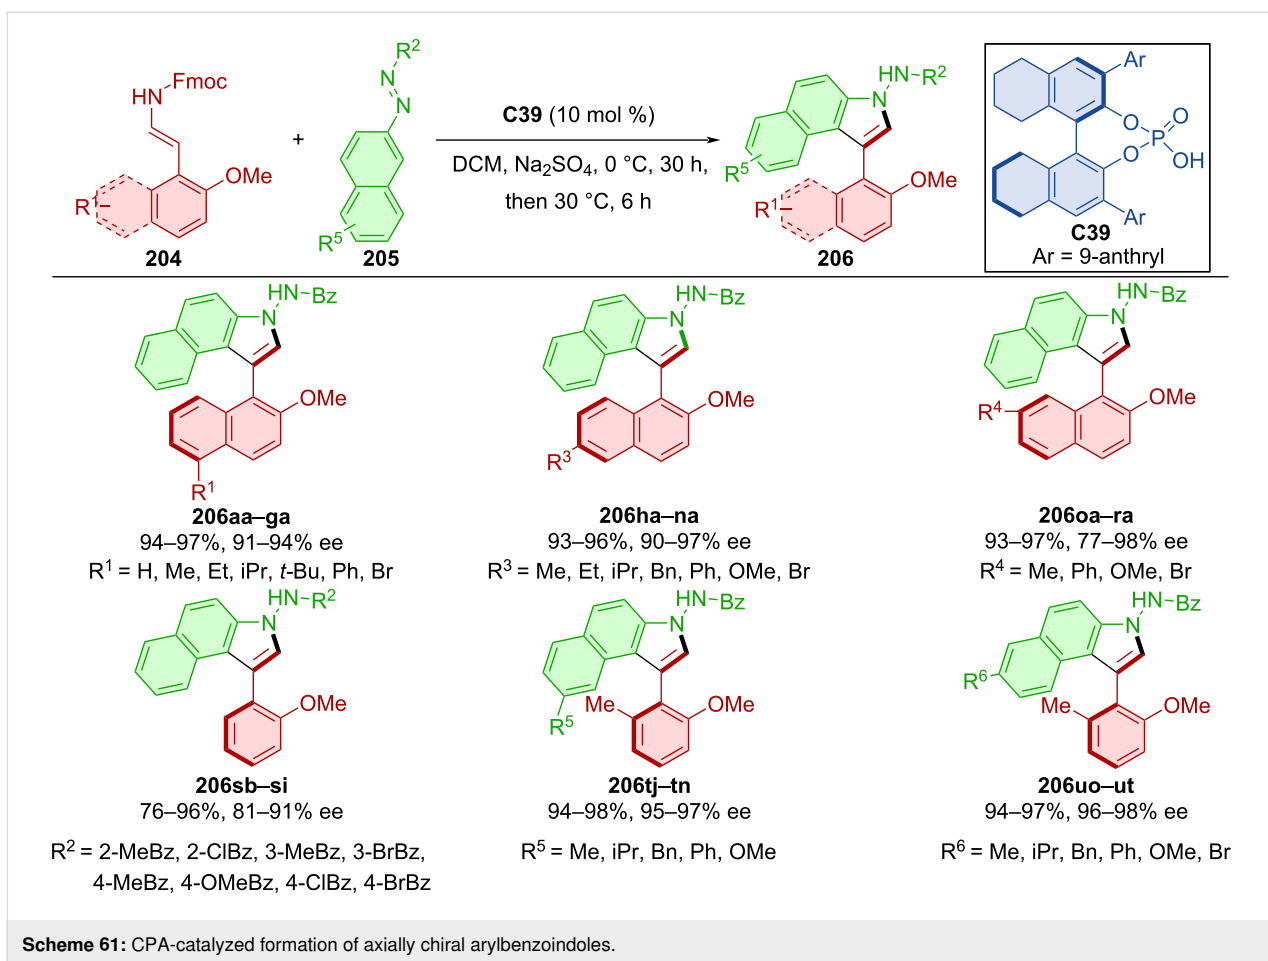 HN
Fmoc
OMe
R1
204
+
R2
N
N
R5
205
C39 (10 mol %)
DCM, Na2SO4, 0 °C, 30 h,
then 30 °C, 6 h
HN
R2
N
R5
OMe
R1
206
Ar
O
O
P
O
OH
Ar
C39
Ar = 9-anthryl
HN
Bz
N
OMe
R1
206aa–ga
94–97%, 91–94% ee
R1 = H, Me, Et, iPr, t-Bu, Ph, Br
HN
Bz
N
OMe
R3
206ha–na
93–96%, 90–97% ee
R3 = Me, Et, iPr, Bn, Ph, OMe, Br
HN
Bz
N
OMe
R4
206oa–ra
93–97%, 77–98% ee
R4 = Me, Ph, OMe, Br
HN
R2
N
OMe
206sb–si
76–96%, 81–91% ee
R2 = 2-MeBz, 2-ClBz, 3-MeBz, 3-BrBz,
4-MeBz, 4-OMeBz, 4-ClBz, 4-BrBz
HN
Bz
N
Me
OMe
R5
206tj–tn
94–98%, 95–97% ee
R5 = Me, iPr, Bn, Ph, OMe
HN
Bz
N
R6
Me
OMe
206uo–ut
94–97%, 96–98% ee
R6 = Me, iPr, Bn, Ph, OMe, Br
Scheme 61: CPA-catalyzed formation of axially chiral arylbenzoindoles.